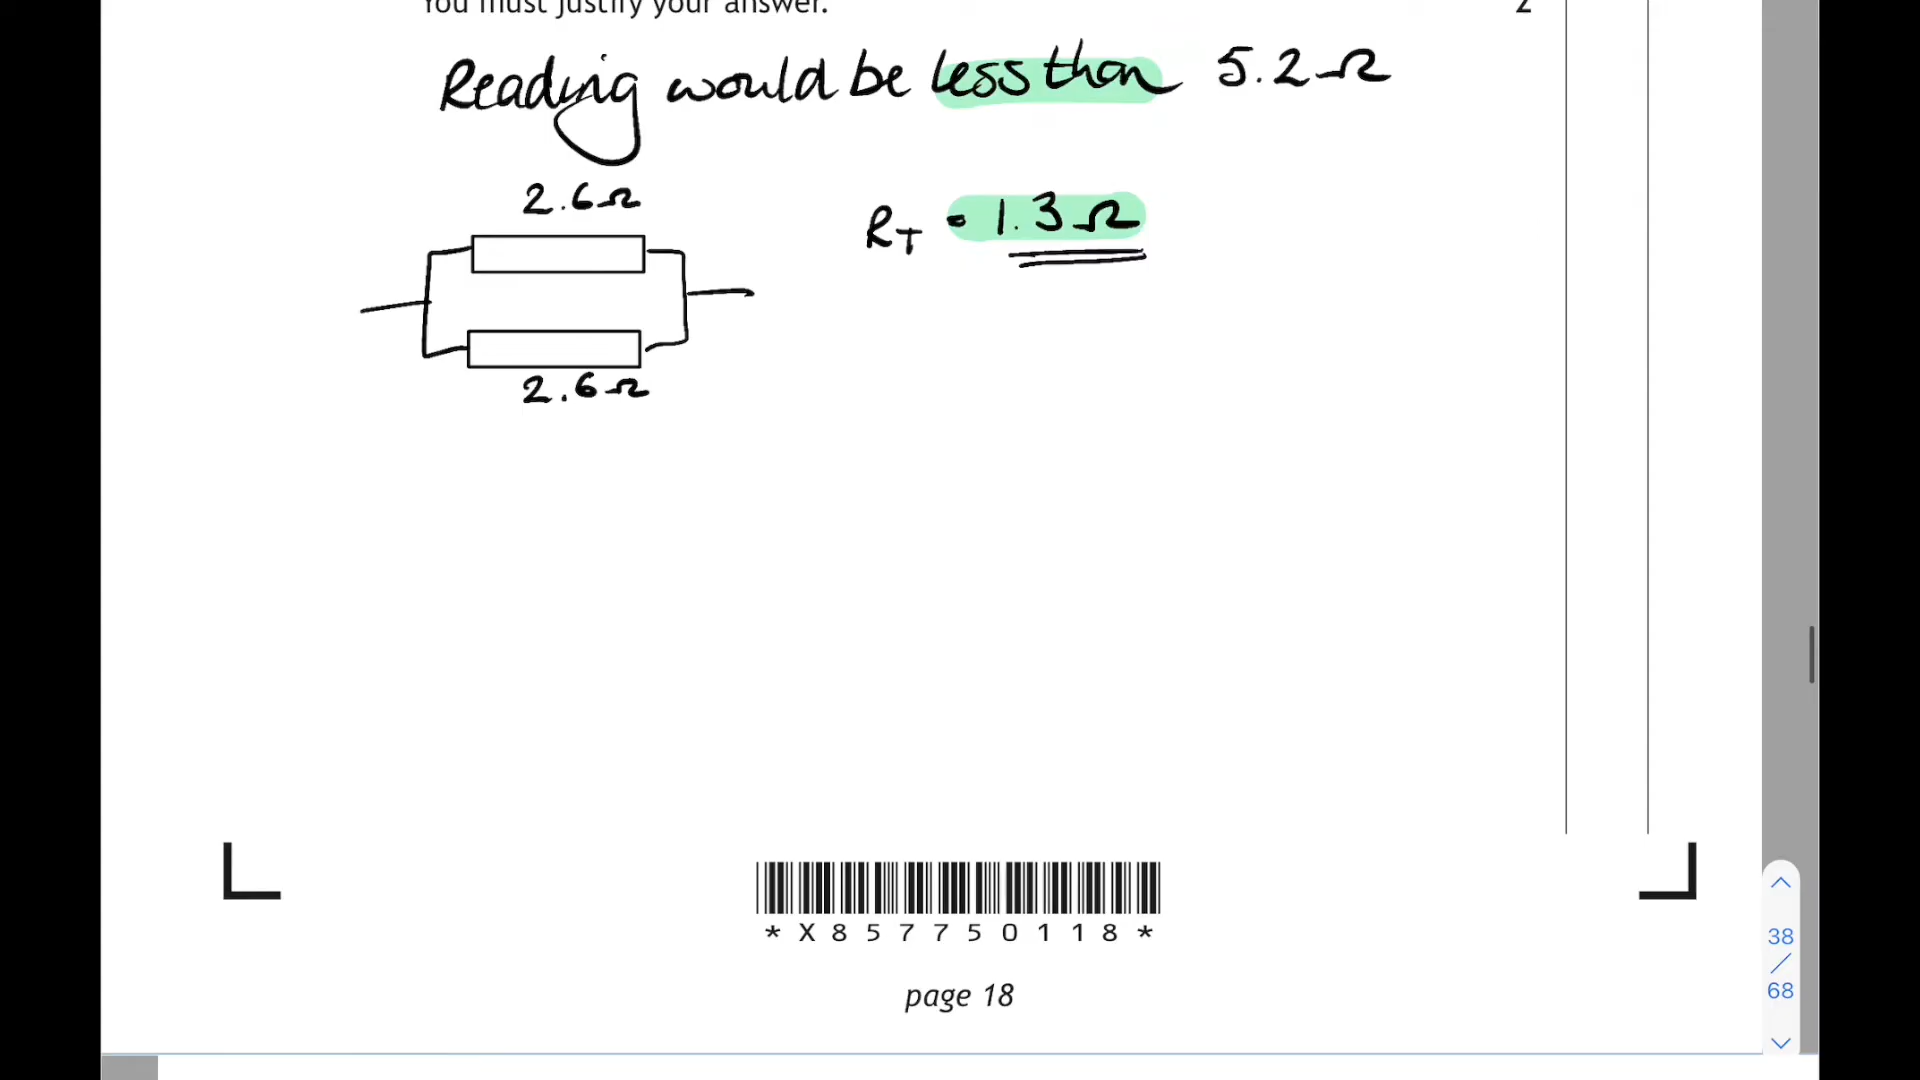 You must justify your answer. 2
Reading would be less than 5.2Ω
2.6Ω
R_T = 1.3Ω
2.6Ω
* X 8 5 7 7 5 0 1 1 8 *
page 18
38
/
68